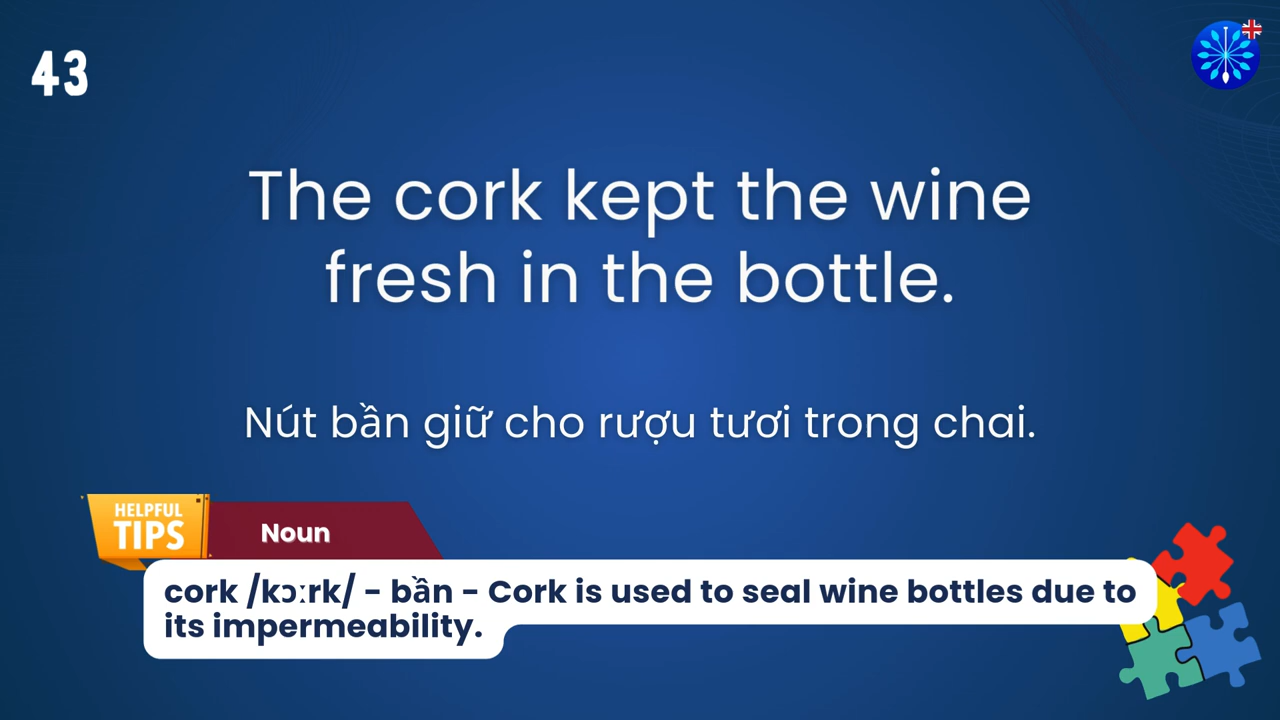 43
The cork kept the wine
fresh in the bottle.
Nút bần giữ cho rượu tươi trong chai.
HELPFUL
TIPS
Noun
cork /kɔːrk/ - bần - Cork is used to seal wine bottles due to
its impermeability.